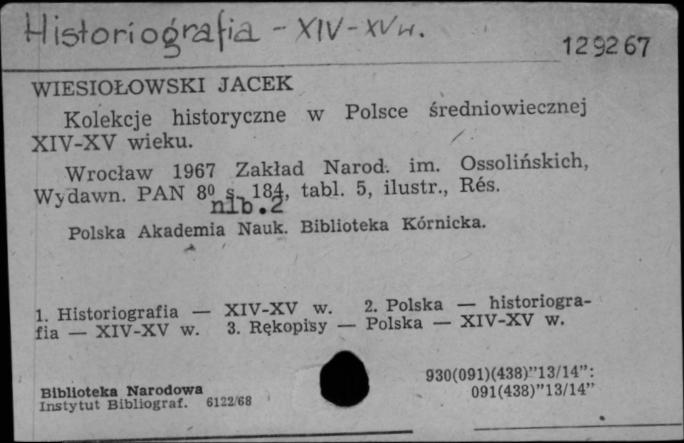 Historiografia - XIV-XV w.
129267
WIESIOŁOWSKI JACEK
Kolekcje historyczne w Polsce średniowiecznej
XIV-XV wieku.
Wrocław 1967 Zakład Narod. im. Ossolińskich,
Wydawn. PAN 8⁰ s. 184, tabl. 5, ilustr., Rés.
nlb.2
Polska Akademia Nauk. Biblioteka Kórnicka.
1. Historiografia — XIV-XV w. 2. Polska — historiogra-
fia — XIV-XV w. 3. Rękopisy — Polska — XIV-XV w.
930(091)(438)”13/14”:
091(438)”13/14”
Biblioteka Narodowa
Instytut Bibliograf. 6122/68